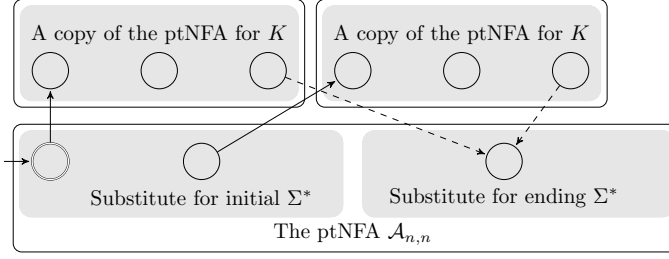 A copy of the ptNFA for K
A copy of the ptNFA for K
Substitute for initial Σ*
Substitute for ending Σ*
The ptNFA 𝒜n,n